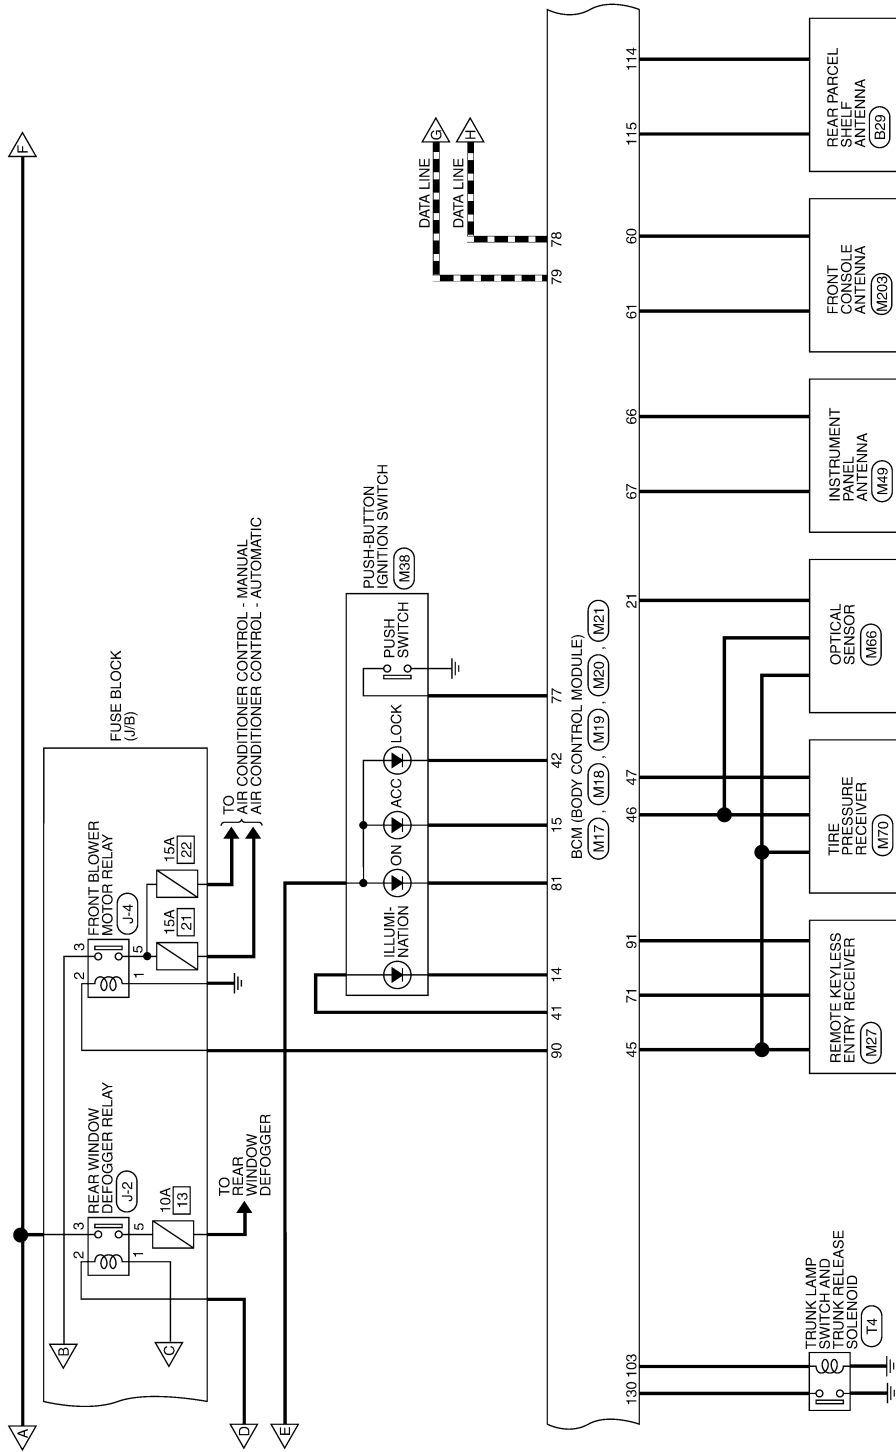 A
F
B
C
D
E
FUSE BLOCK
(J/B)
REAR WINDOW
DEFOGGER RELAY
J-2
2
3
1
5
10A
13
TO
REAR
WINDOW
DEFOGGER
FRONT BLOWER
MOTOR RELAY
J-4
2
3
1
5
15A
21
15A
22
TO
AIR CONDITIONER CONTROL - MANUAL
AIR CONDITIONER CONTROL - AUTOMATIC
PUSH-BUTTON
IGNITION SWITCH
M38
ILLUMI-
NATION
ON
ACC
LOCK
PUSH
SWITCH
DATA LINE
G
DATA LINE
H
90
41
14
81
15
42
77
79
78
BCM (BODY CONTROL MODULE)
M17 , M18 , M19 , M20 , M21
130
103
45
71
91
46
47
21
67
66
61
60
115
114
TRUNK LAMP
SWITCH AND
TRUNK RELEASE
SOLENOID
T4
REMOTE KEYLESS
ENTRY RECEIVER
M27
TIRE
PRESSURE
RECEIVER
M70
OPTICAL
SENSOR
M66
INSTRUMENT
PANEL
ANTENNA
M49
FRONT
CONSOLE
ANTENNA
M203
REAR PARCEL
SHELF
ANTENNA
B29